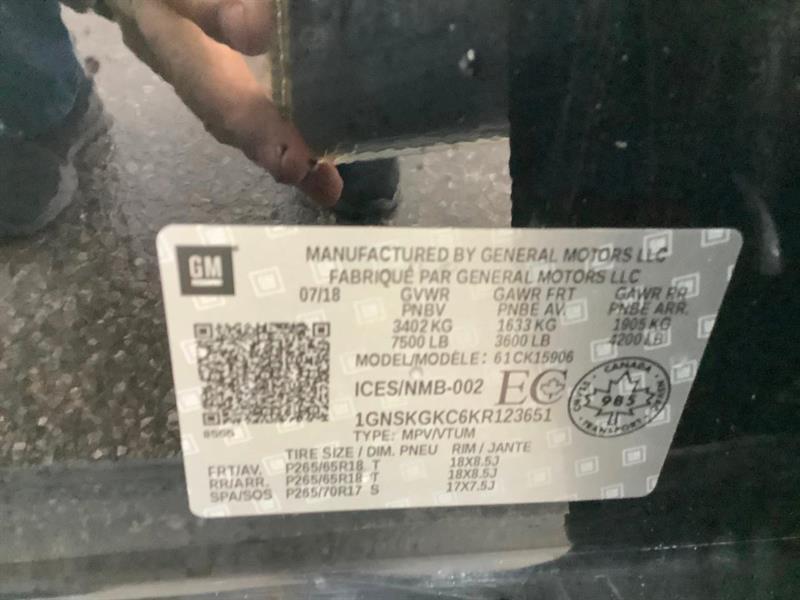 GM
MANUFACTURED BY GENERAL MOTORS LLC
FABRIQUÉ PAR GENERAL MOTORS LLC
07/18 GVWR GAWR FRT GAWR RR
PNBV PNBE AV. PNBE ARR.
3402 KG 1633 KG 1905 KG
7500 LB 3600 LB 4200 LB
MODEL/MODÈLE: 61CK15906
ICES/NMB-002 EC
CANADA
985
TRANSPORT
1GNSKGKC6KR123651
TYPE: MPV/VTUM
TIRE SIZE / DIM. PNEU RIM / JANTE
FRT/AV. P265/65R18 T 18X8.5J
RR/ARR. P265/65R18 T 18X8.5J
SPA/SOS P265/70R17 S 17X7.5J